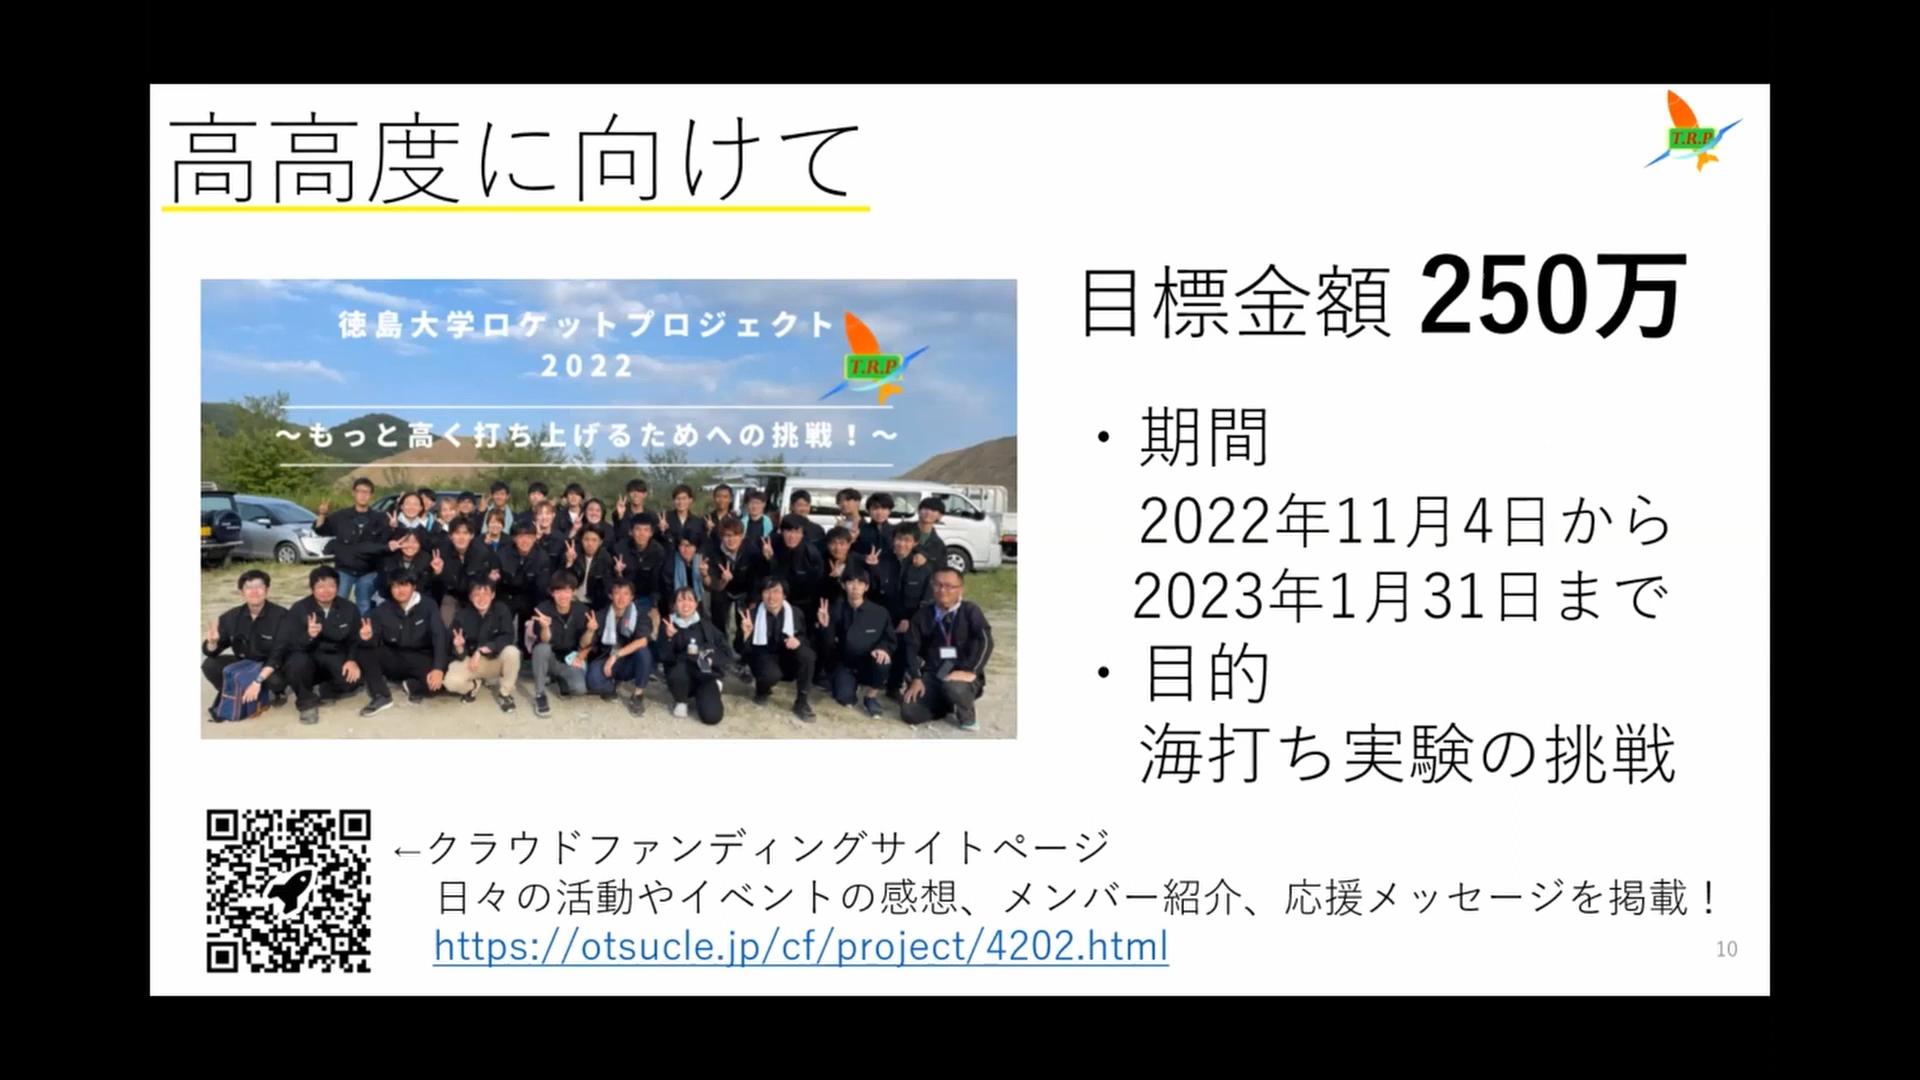 高高度に向けて
T.R.P
徳島大学ロケットプロジェクト
2022
T.R.P
～もっと高く打ち上げるためへの挑戦！～
目標金額 250万
・期間
2022年11月4日から
2023年1月31日まで
・目的
海打ち実験の挑戦
←クラウドファンディングサイトページ
日々の活動やイベントの感想、メンバー紹介、応援メッセージを掲載！
https://otsucle.jp/cf/project/4202.html
10